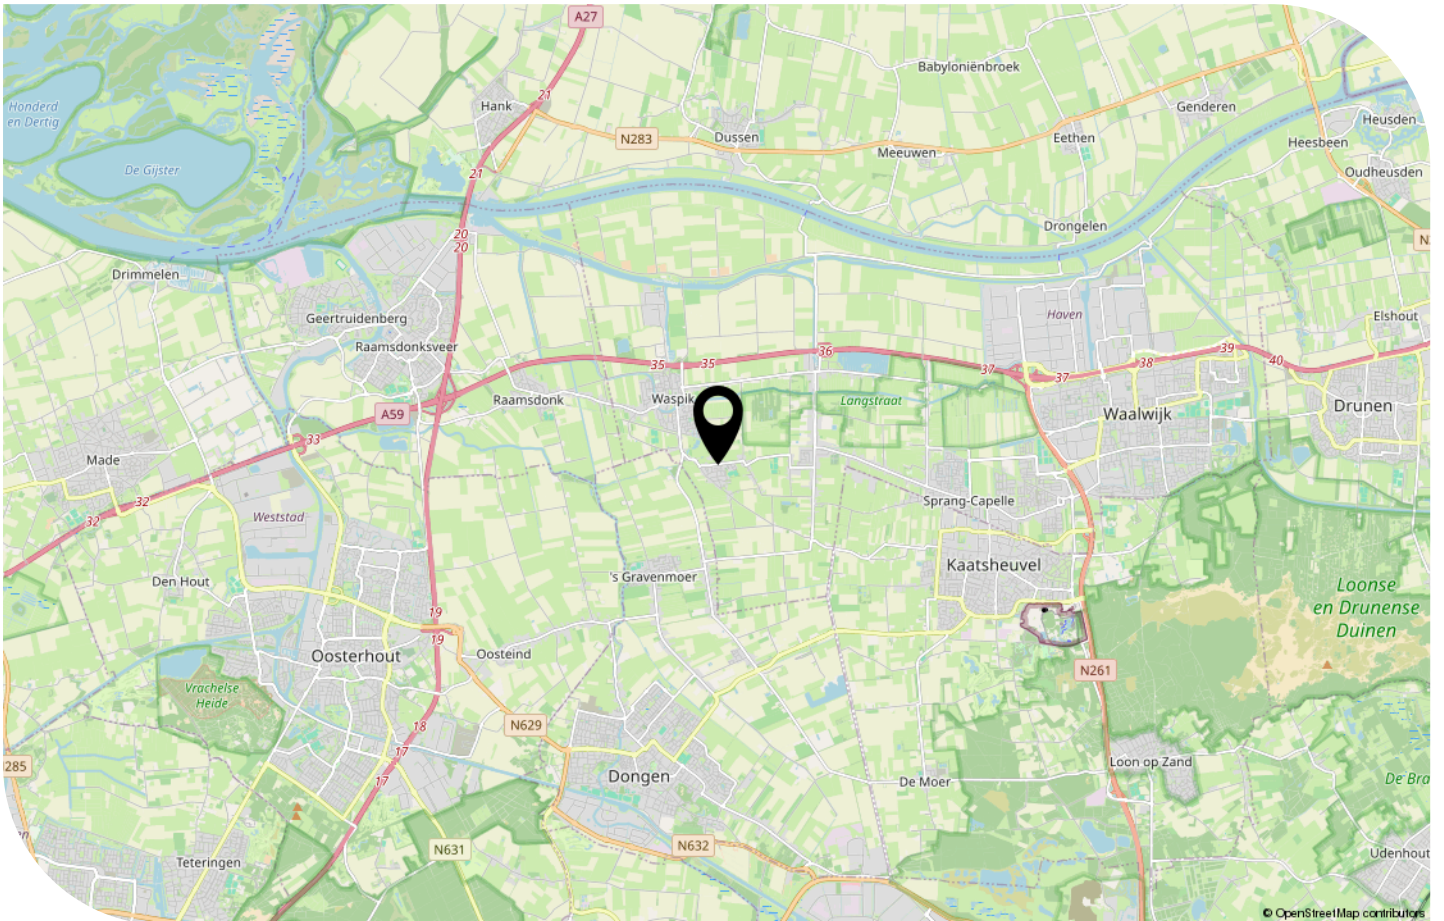 A27
Babyloniënbroek
Honderd
en Dertig
Hank
21
Genderen
Heusden
N283
Dussen
Eethen
Heesbeen
Meeuwen
De Gijster
21
Oudheusden
Drongelen
20
20
N
Drimmelen
Geertruidenberg
Haven
Elshout
Raamsdonksveer
35
35
36
37
37
38
39
40
A59
Raamsdonk
Waspik
Langstraat
Waalwijk
Drunen
33
Made
32
32
Weststad
Sprang-Capelle
Den Hout
's Gravenmoer
Kaatsheuvel
Loonse
en Drunense
Duinen
19
19
Oosterhout
Oosteind
N261
Vrachelse
Heide
N629
18
17
17
285
Dongen
De Moer
Loon op Zand
De Bra
Teteringen
N631
N632
Udenhout
© OpenStreetMap contributors